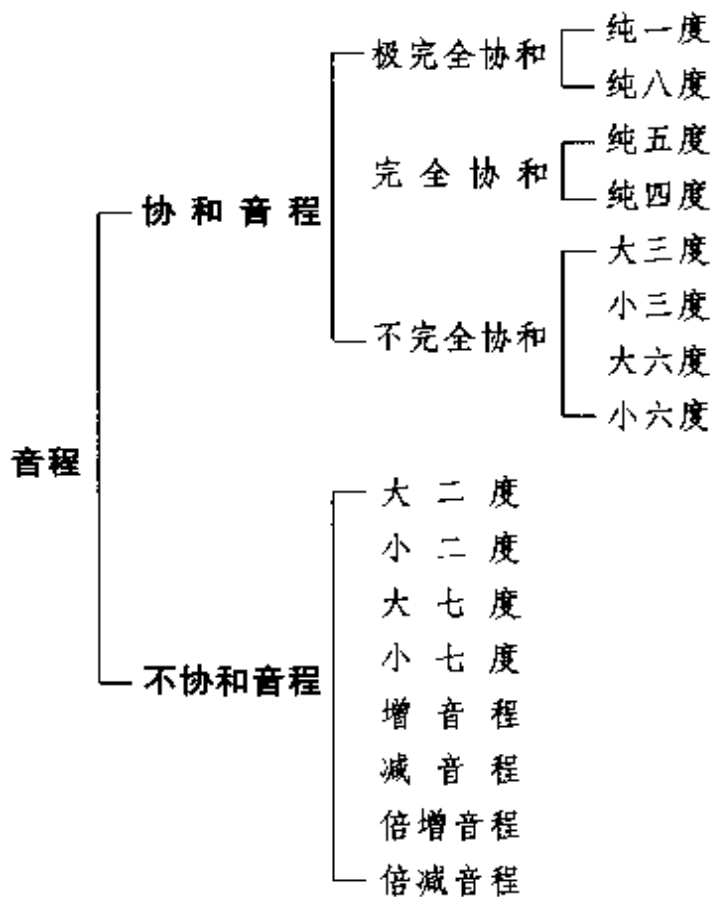 音程
协和音程
极完全协和
纯一度
纯八度
完全协和
纯五度
纯四度
不完全协和
大三度
小三度
大六度
小六度
不协和音程
大二度
小二度
大七度
小七度
增音程
减音程
倍增音程
倍减音程